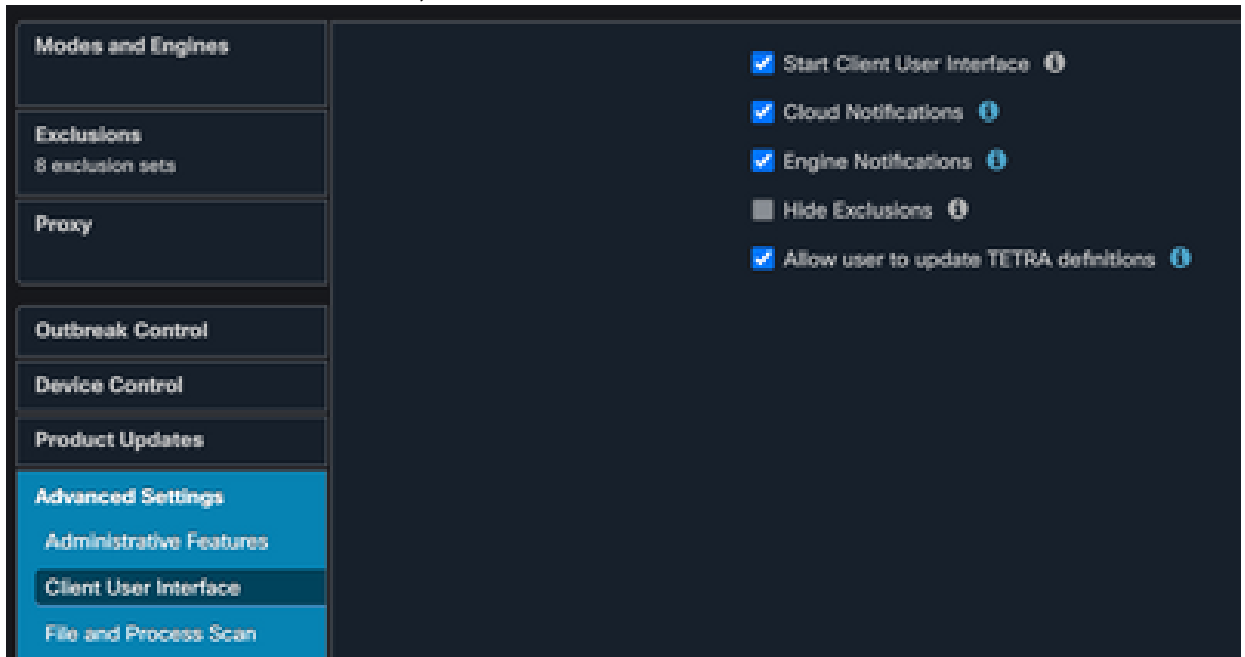 Modes and Engines
Exclusions
8 exclusion sets
Proxy
Outbreak Control
Device Control
Product Updates
Advanced Settings
Administrative Features
Client User Interface
File and Process Scan
Start Client User Interface
Cloud Notifications
Engine Notifications
Hide Exclusions
Allow user to update TETRA definitions